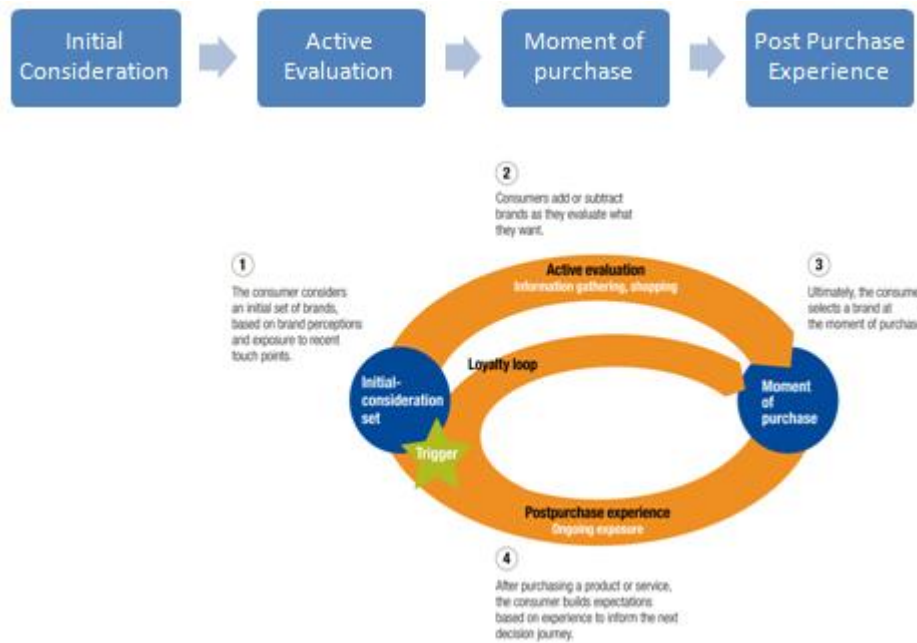 Initial
Consideration
Active
Evaluation
Moment of
purchase
Post Purchase
Experience
2
Consumers add or subtract
brands as they evaluate what
they want.
1
The consumer considers
an initial set of brands,
based on brand perceptions
and exposure to recent
touch points.
Active evaluation
Information gathering, shopping
3
Ultimately, the consume
selects a brand at
the moment of purchas
Loyalty loop
Initial-
consideration
set
Trigger
Moment
of
purchase
Postpurchase experience
Ongoing exposure
4
After purchasing a product or service,
the consumer builds expectations
based on experience to inform the next
decision journey.